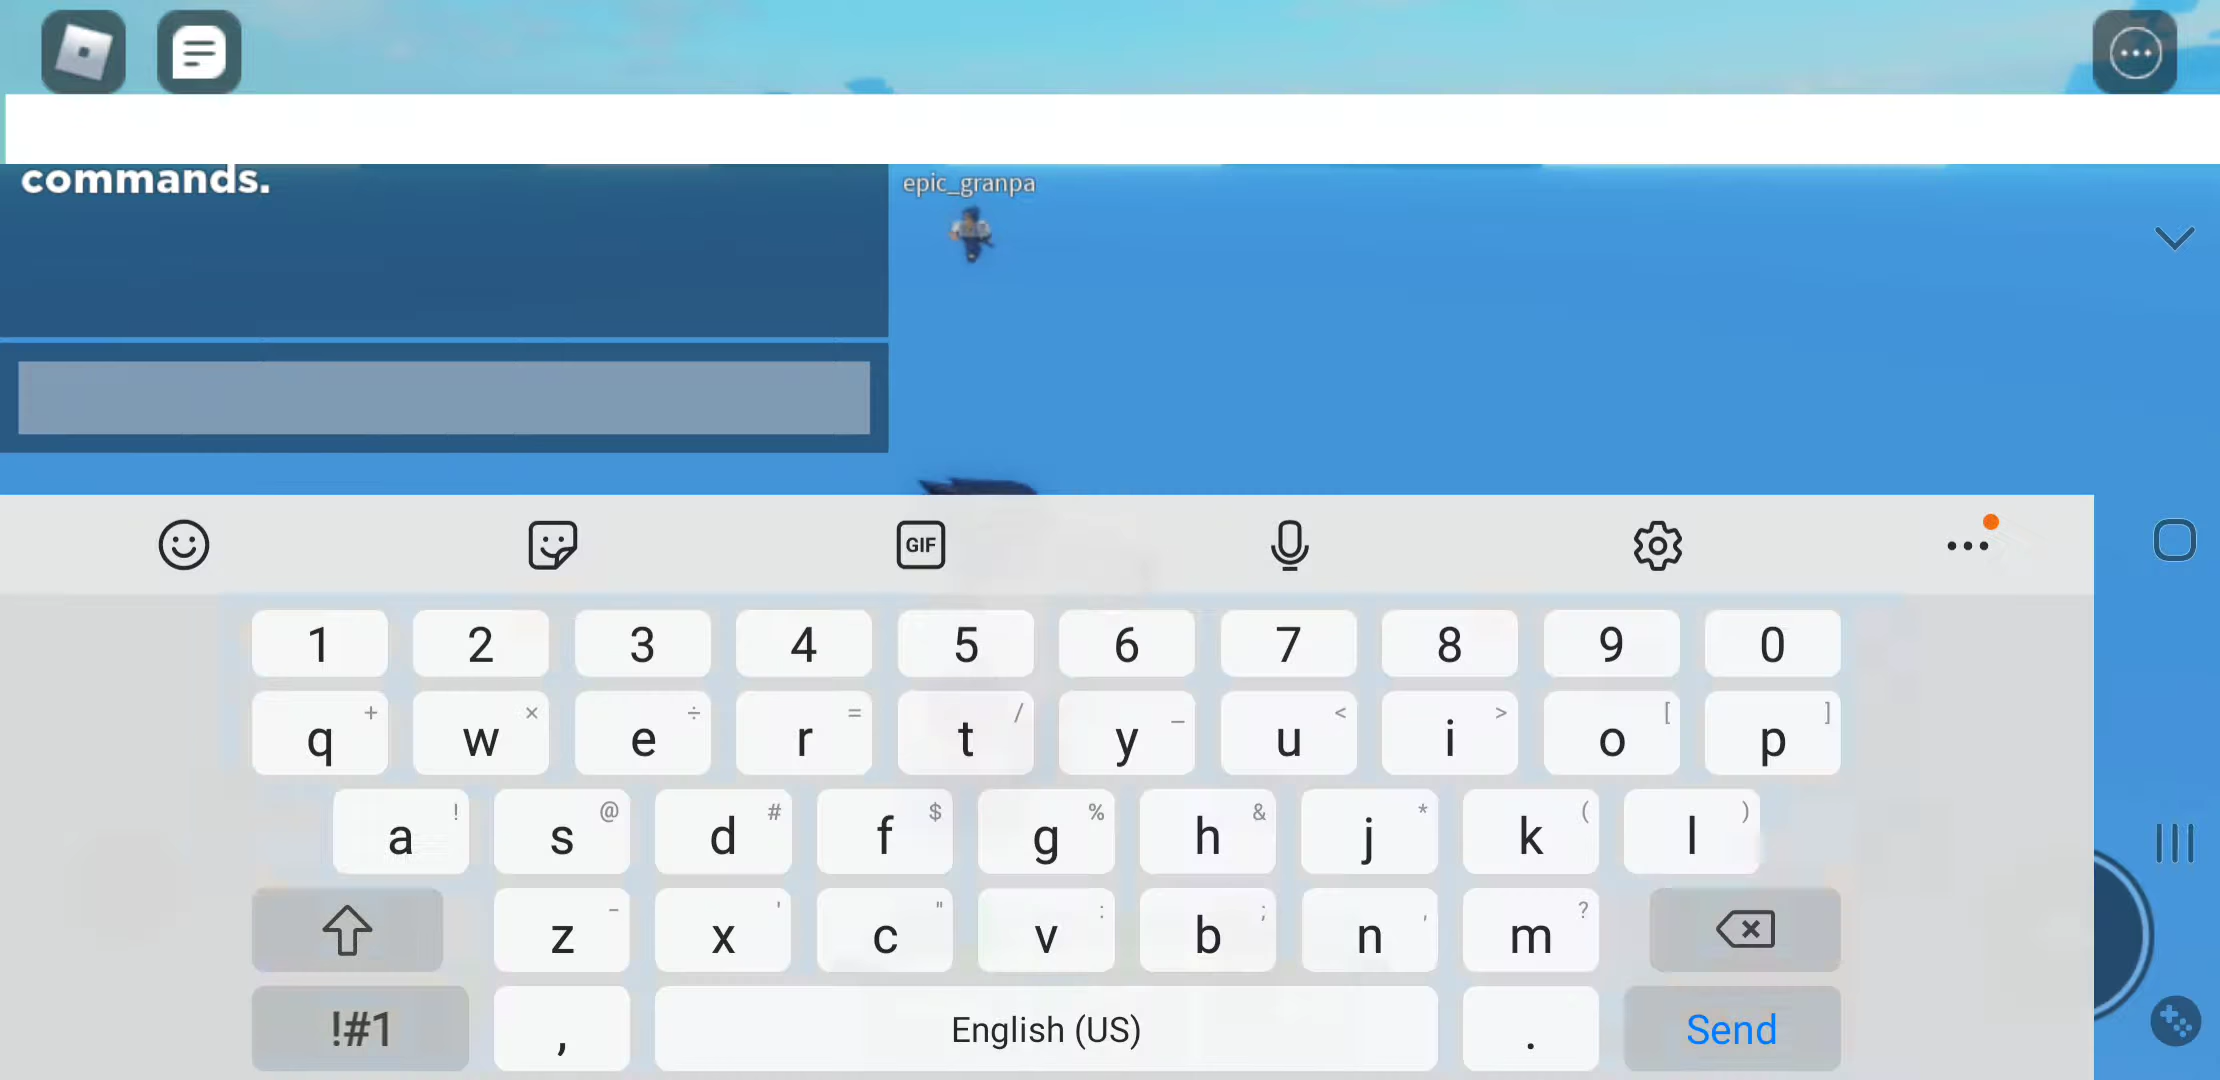 commands.
epic_granpa
GIF
1 2 3 4 5 6 7 8 9 0
+ × ÷ = / _ < > [ ]
q w e r t y u i o p
! @ # $ % & * ( )
a s d f g h j k l
- ' " : ; , ?
z x c v b n m
!#1 , English (US) . Send